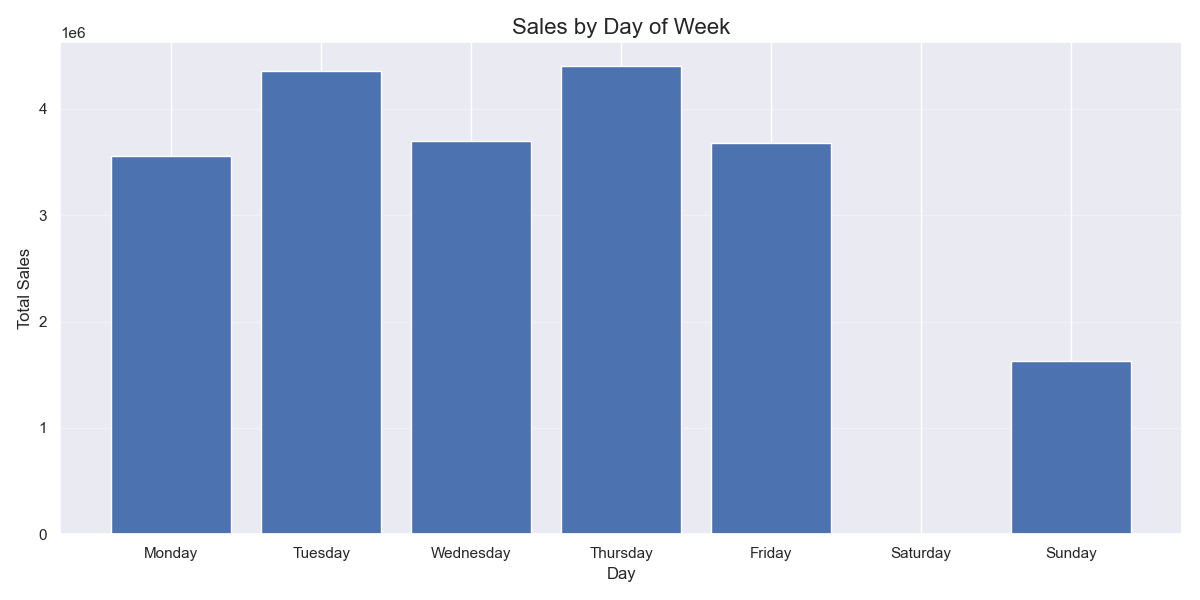 Sales by Day of Week
1e6
4
3
2
1
0
Total Sales
Monday Tuesday Wednesday Thursday Friday Saturday Sunday
Day